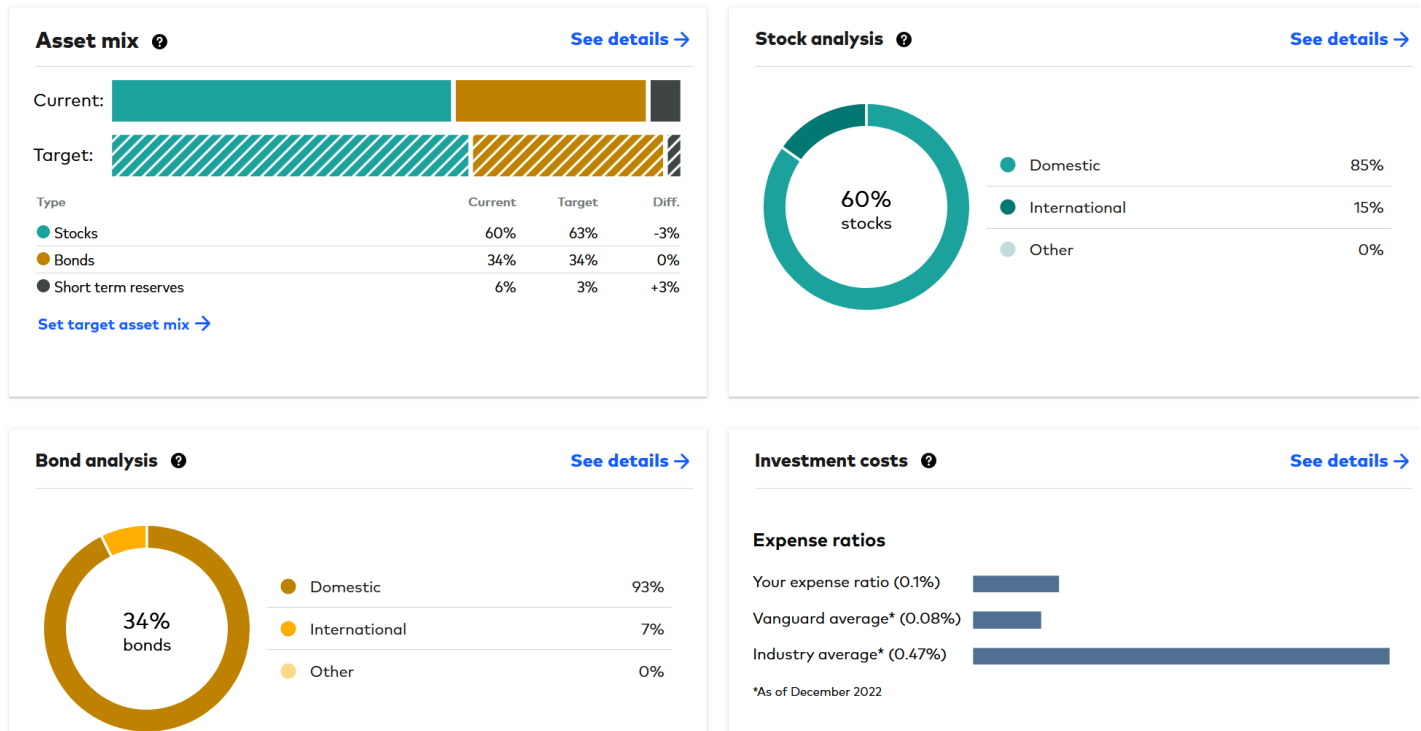 Asset mix ?
See details →
Current:
Target:
Type Current Target Diff.
Stocks 60% 63% -3%
Bonds 34% 34% 0%
Short term reserves 6% 3% +3%
Set target asset mix →
Stock analysis ?
See details →
60%
stocks
Domestic 85%
International 15%
Other 0%
Bond analysis ?
See details →
34%
bonds
Domestic 93%
International 7%
Other 0%
Investment costs ?
See details →
Expense ratios
Your expense ratio (0.1%)
Vanguard average* (0.08%)
Industry average* (0.47%)
*As of December 2022